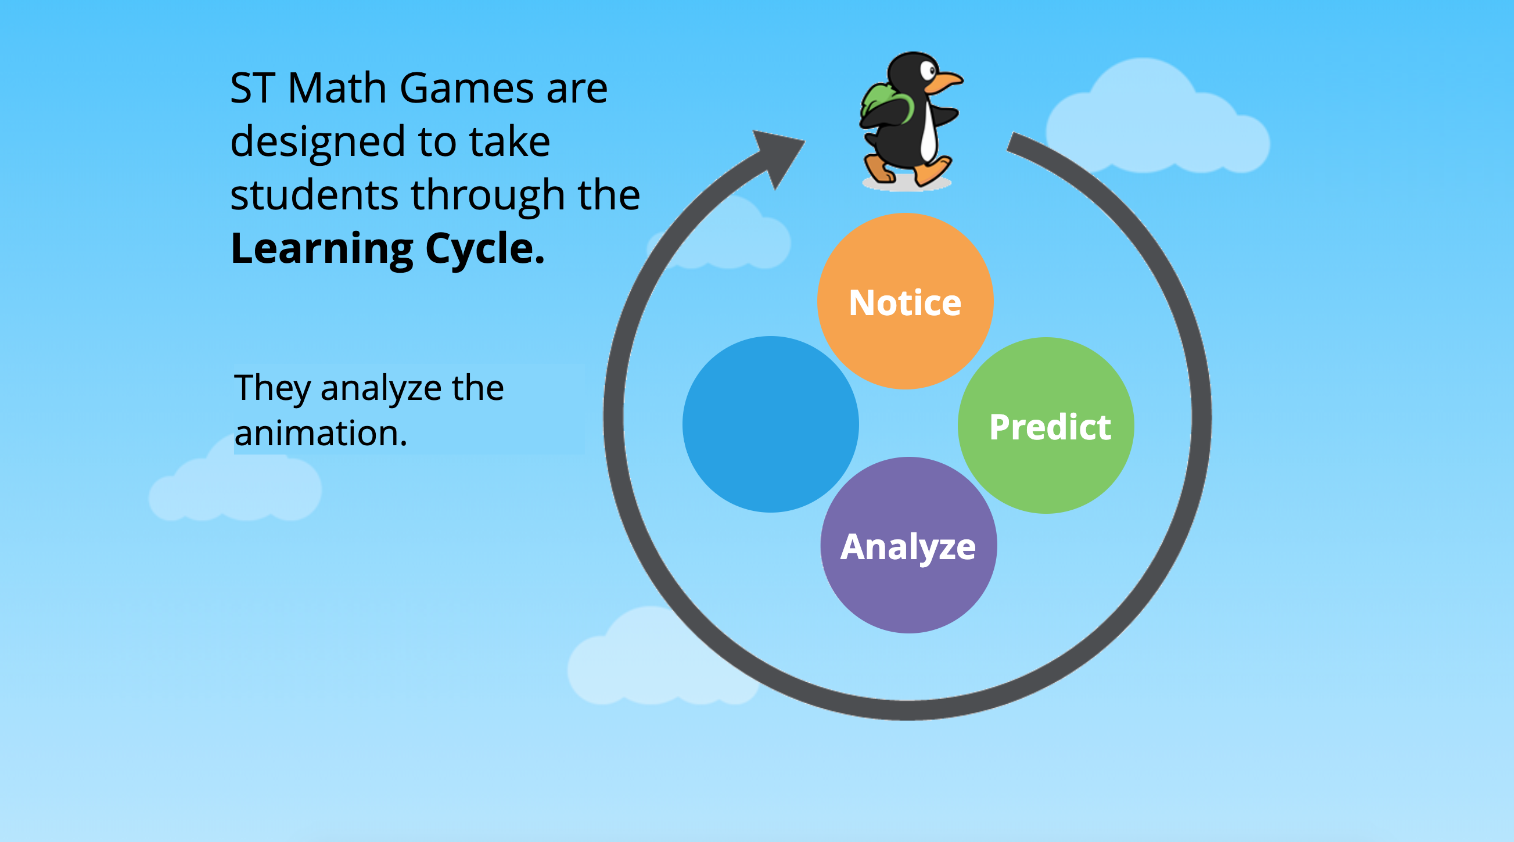 ST Math Games are
designed to take
students through the
Learning Cycle.
They analyze the
animation.
Notice
Predict
Analyze